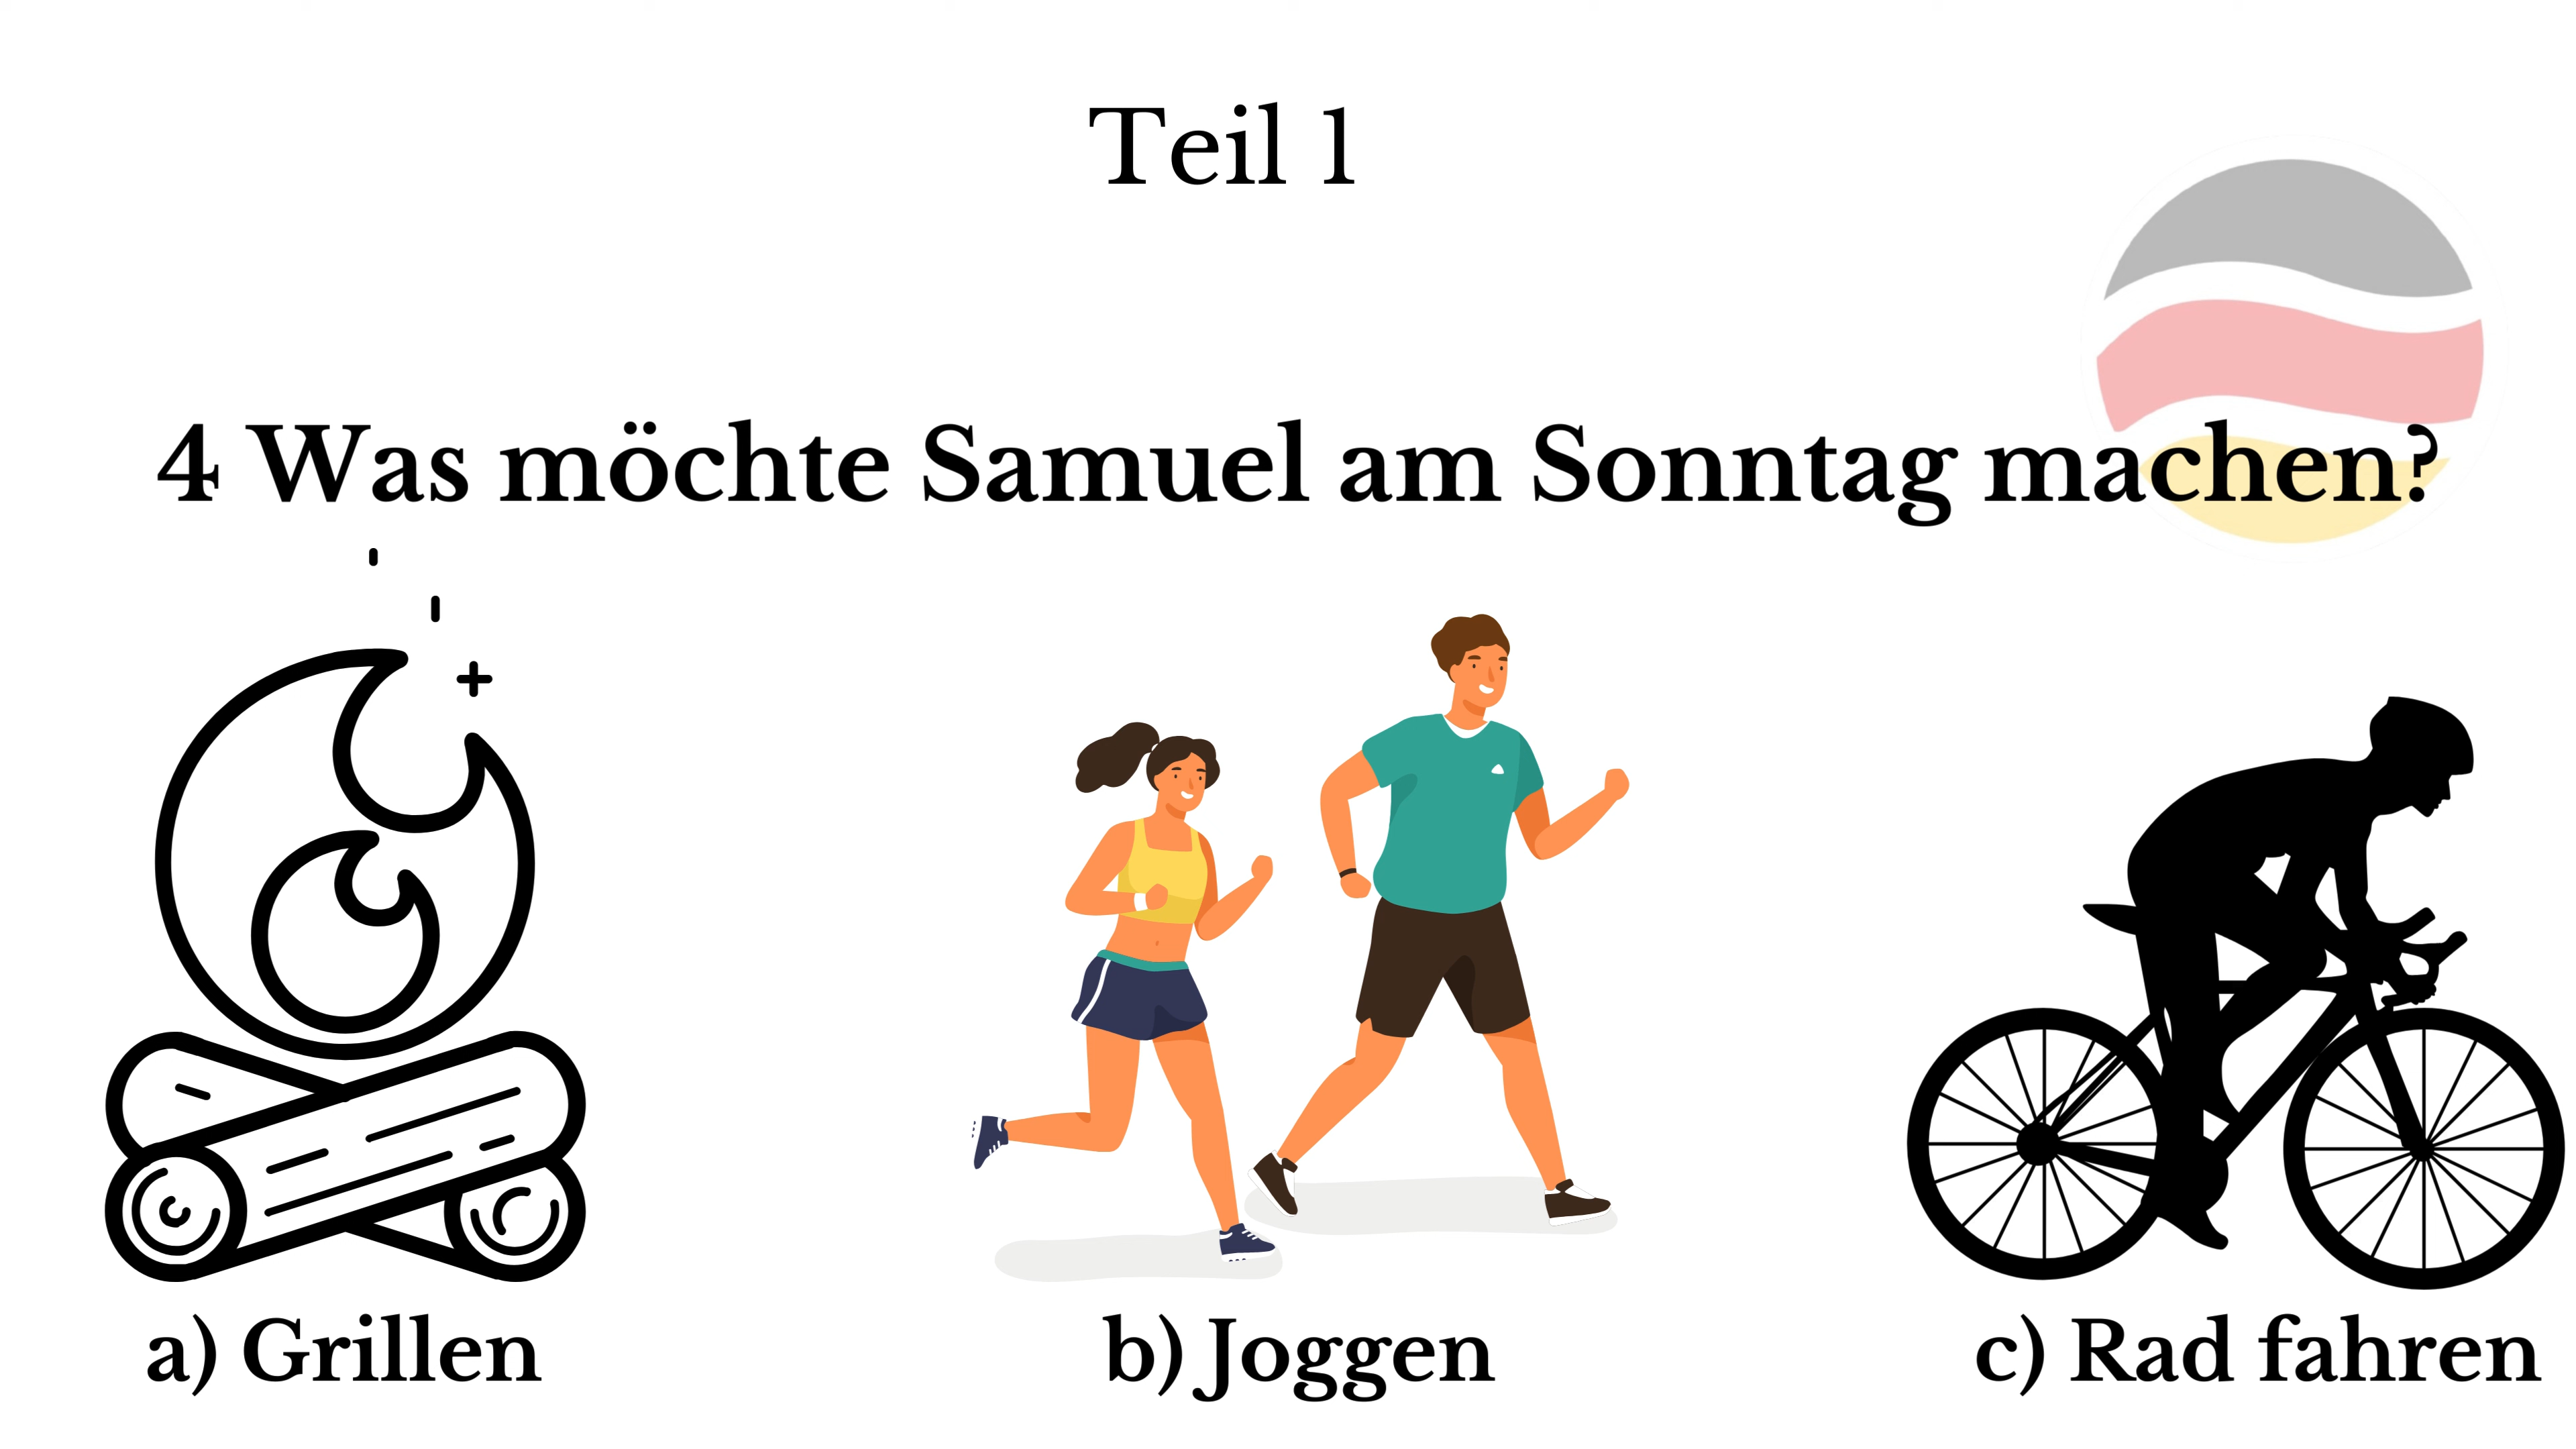 Teil 1
4 Was möchte Samuel am Sonntag machen?
a) Grillen
b) Joggen
c) Rad fahren